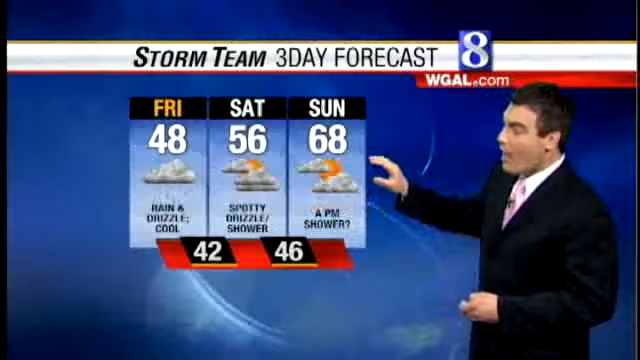 STORM TEAM 3DAY FORECAST 8
WGAL.com
FRI SAT SUN
48 56 68
RAIN & DRIZZLE; COOL
SPOTTY DRIZZLE/ SHOWER
A PM SHOWER?
42 46